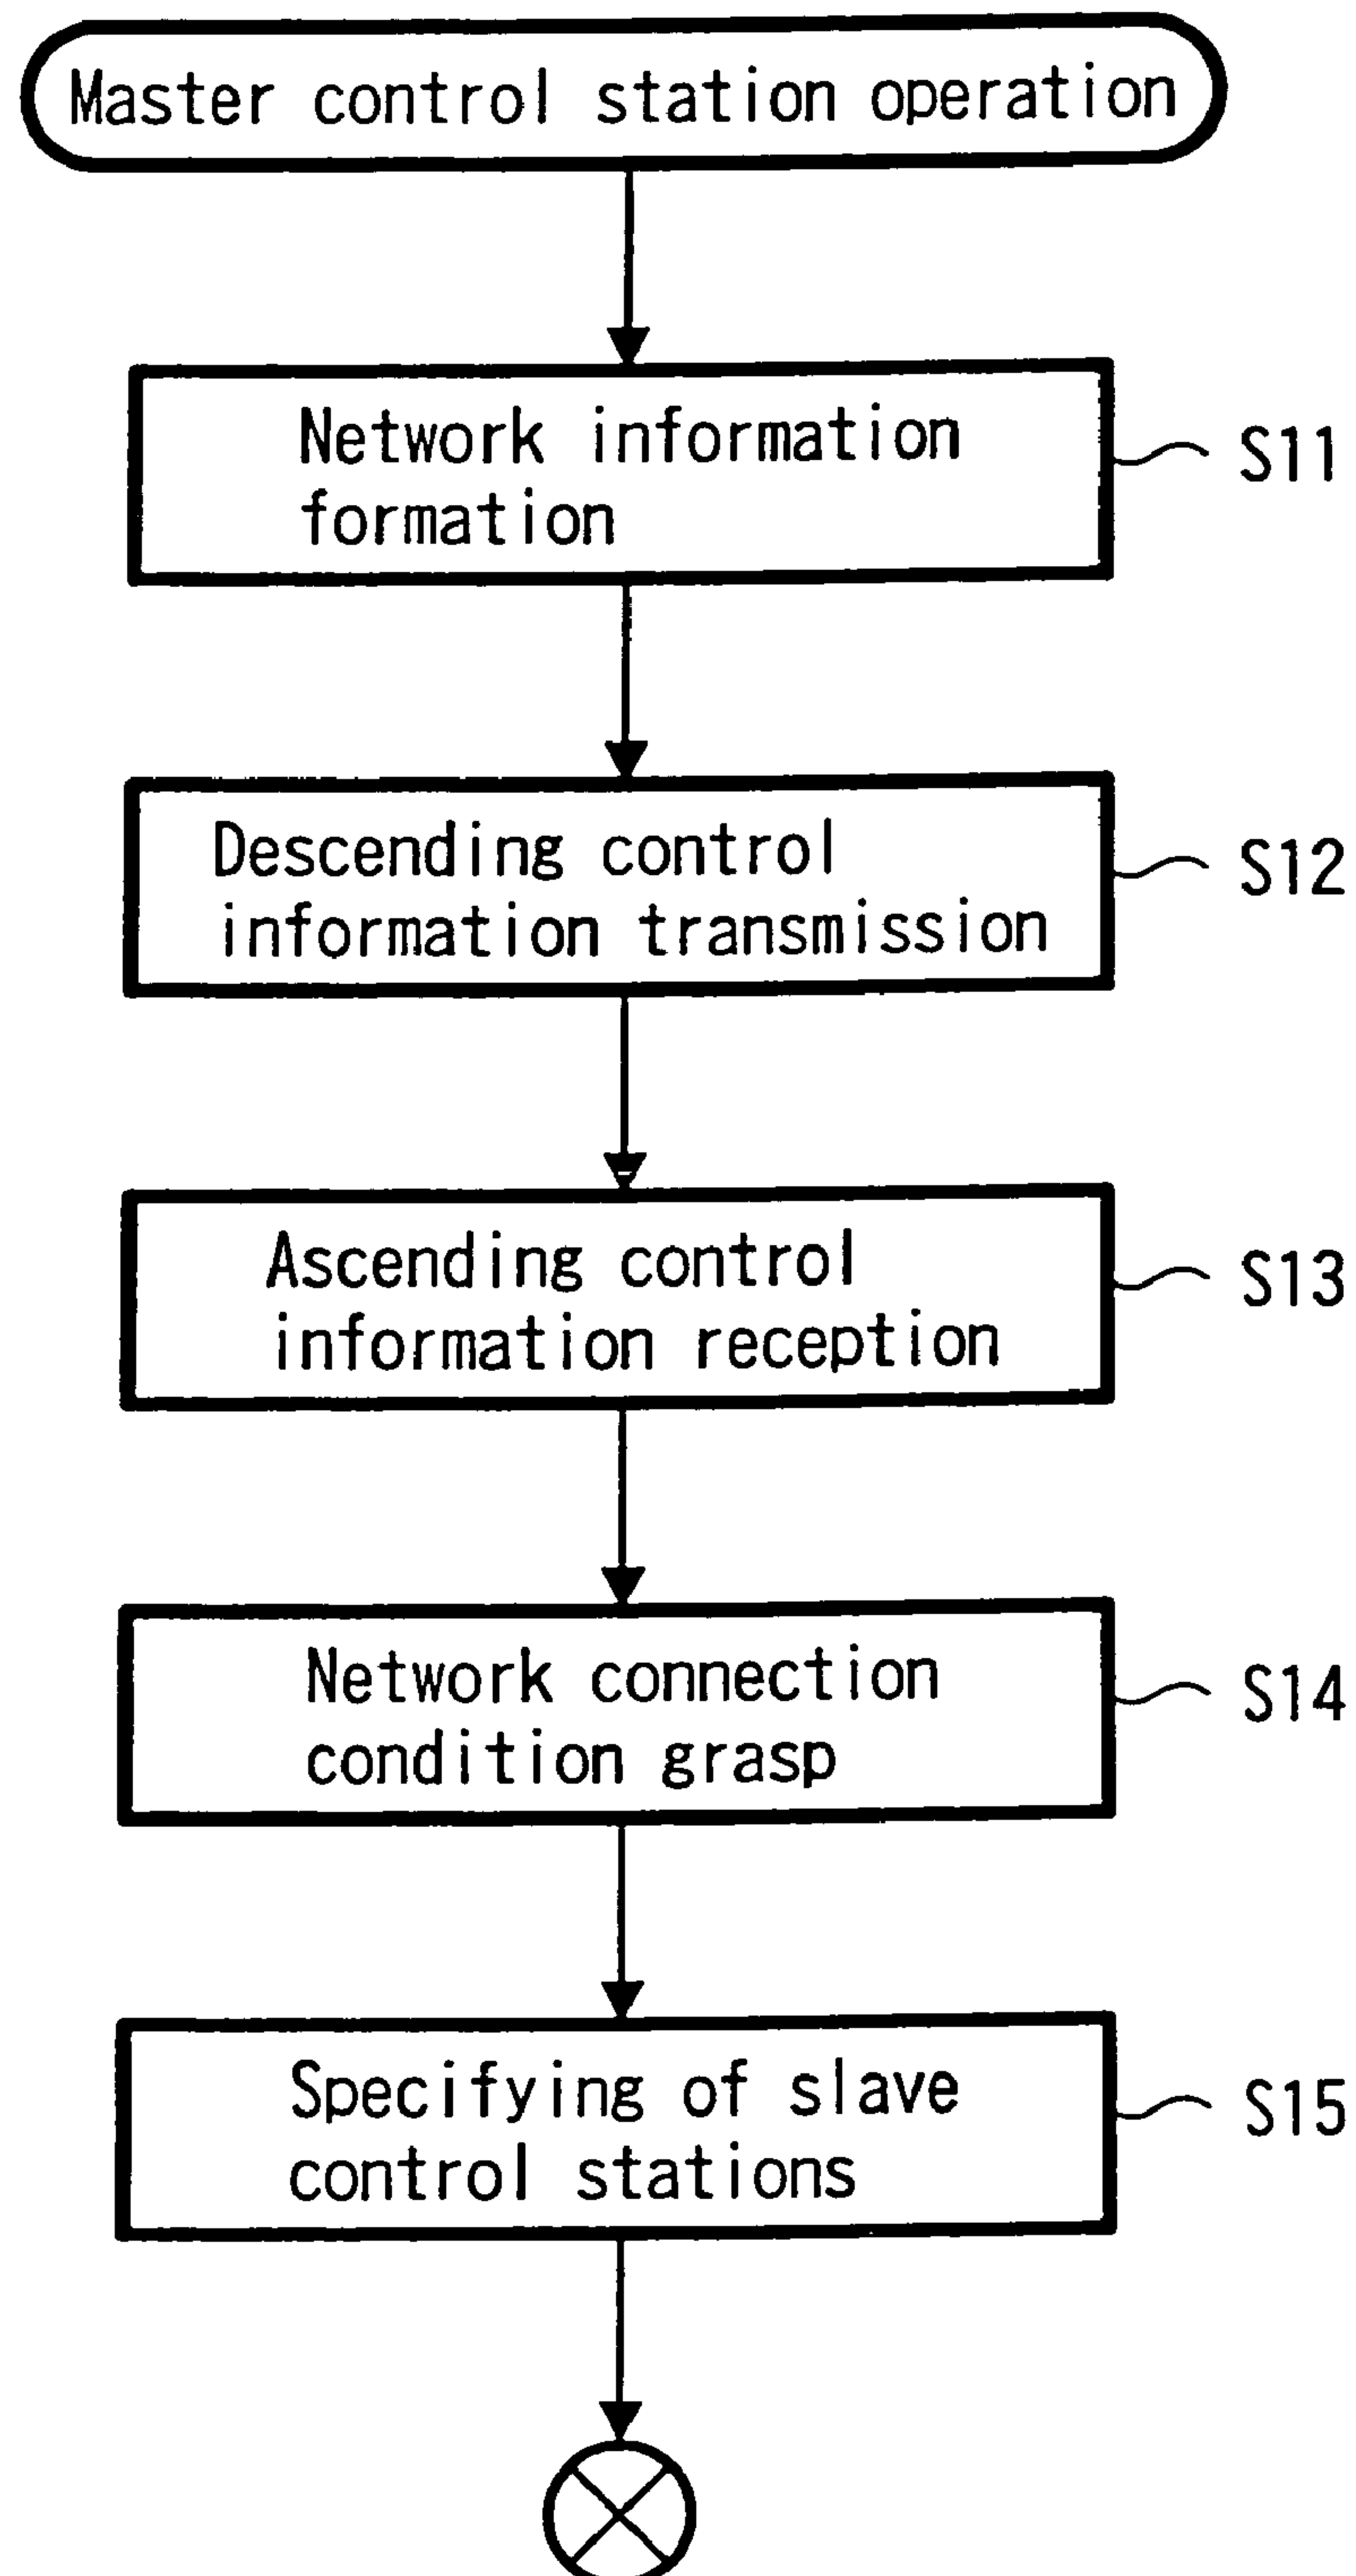 Master control station operation
Network information
formation
S11
Descending control
information transmission
S12
Ascending control
information reception
S13
Network connection
condition grasp
S14
Specifying of slave
control stations
S15